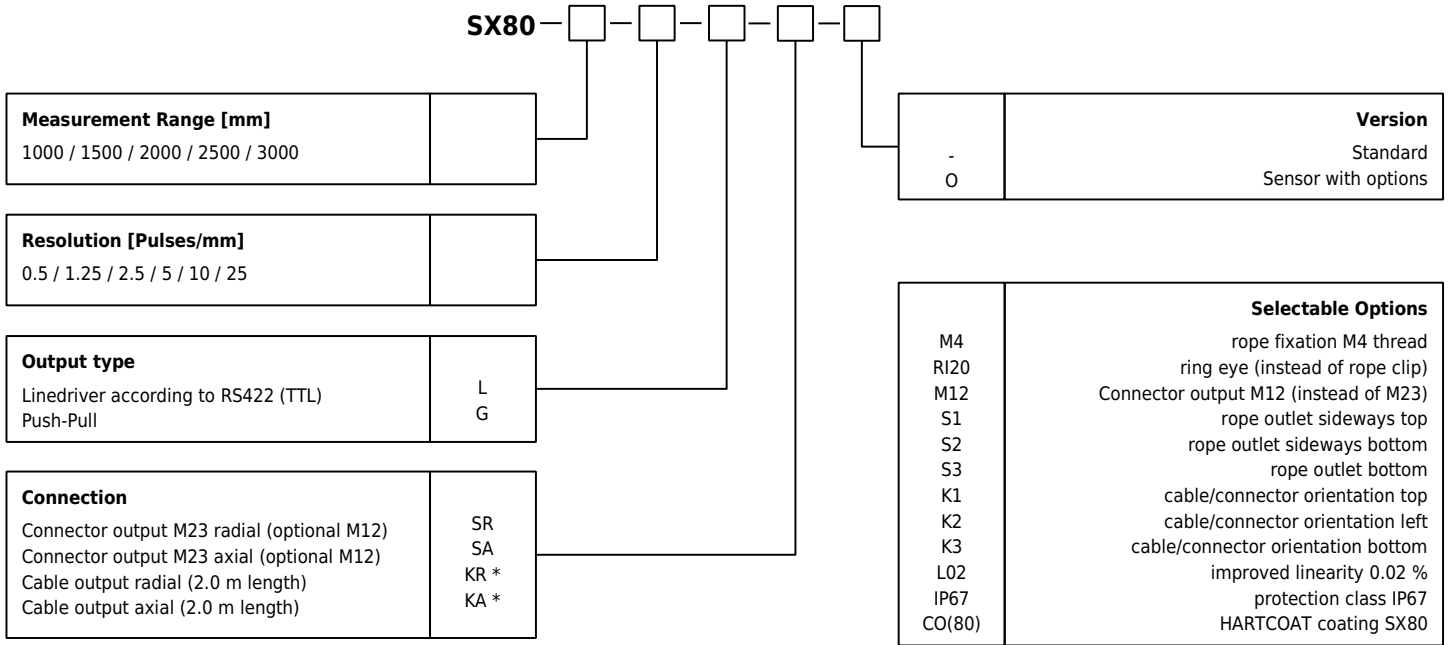 SX80
Measurement Range [mm]
1000 / 1500 / 2000 / 2500 / 3000
Resolution [Pulses/mm]
0.5 / 1.25 / 2.5 / 5 / 10 / 25
Output type
Linedriver according to RS422 (TTL) L
Push-Pull G
Connection
Connector output M23 radial (optional M12) SR
Connector output M23 axial (optional M12) SA
Cable output radial (2.0 m length) KR *
Cable output axial (2.0 m length) KA *
Version
- Standard
O Sensor with options
Selectable Options
M4 rope fixation M4 thread
RI20 ring eye (instead of rope clip)
M12 Connector output M12 (instead of M23)
S1 rope outlet sideways top
S2 rope outlet sideways bottom
S3 rope outlet bottom
K1 cable/connector orientation top
K2 cable/connector orientation left
K3 cable/connector orientation bottom
L02 improved linearity 0.02 %
IP67 protection class IP67
CO(80) HARTCOAT coating SX80